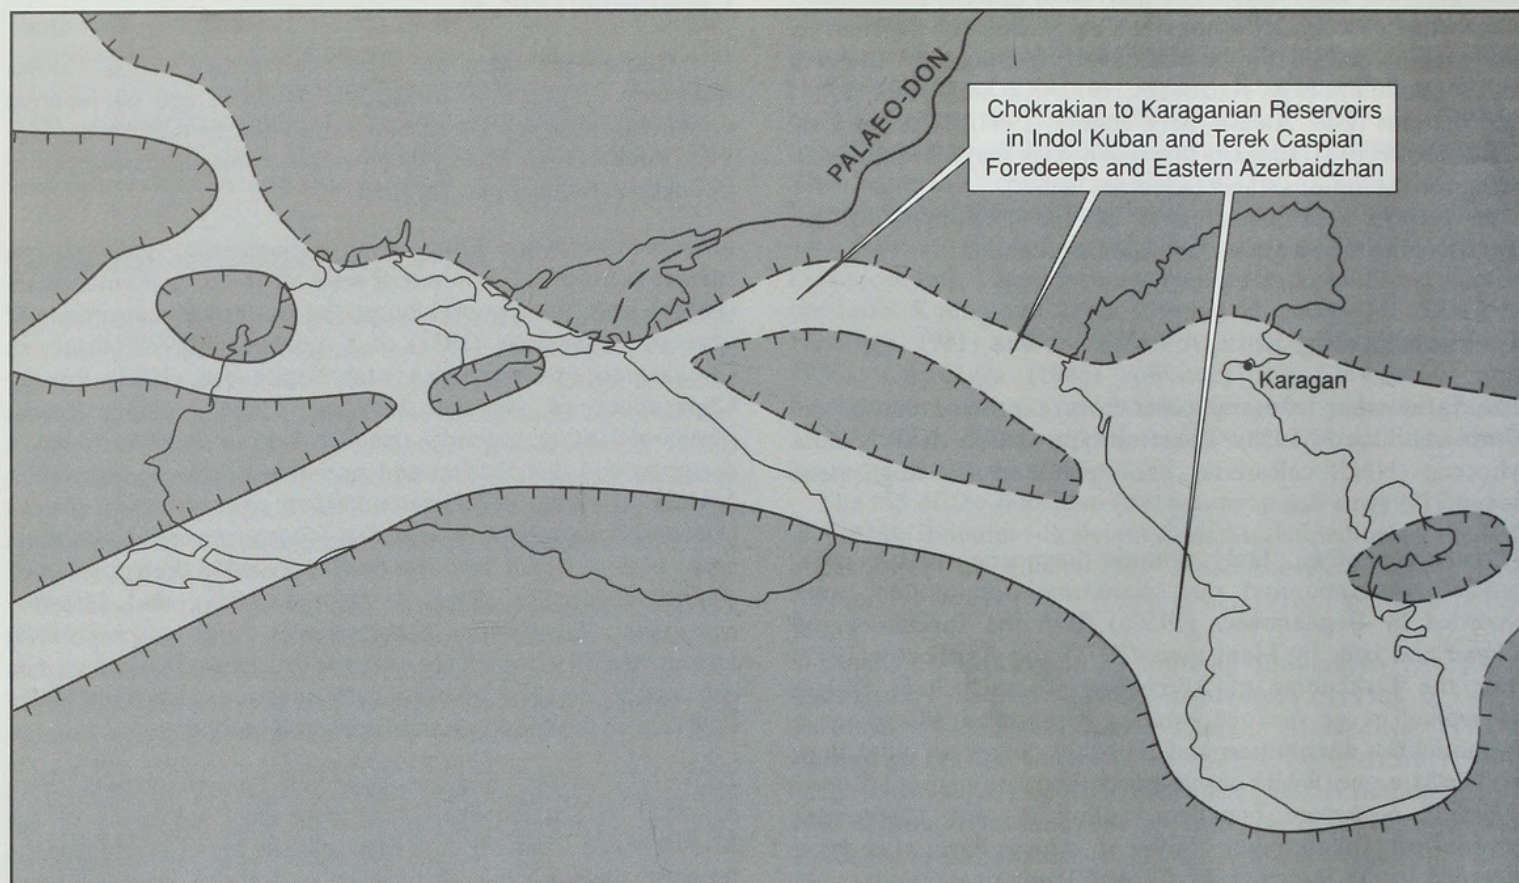 PALAEO-DON
Chokrakian to Karaganian Reservoirs
in Indol Kuban and Terek Caspian
Foredeeps and Eastern Azerbaidzhan
Karagan